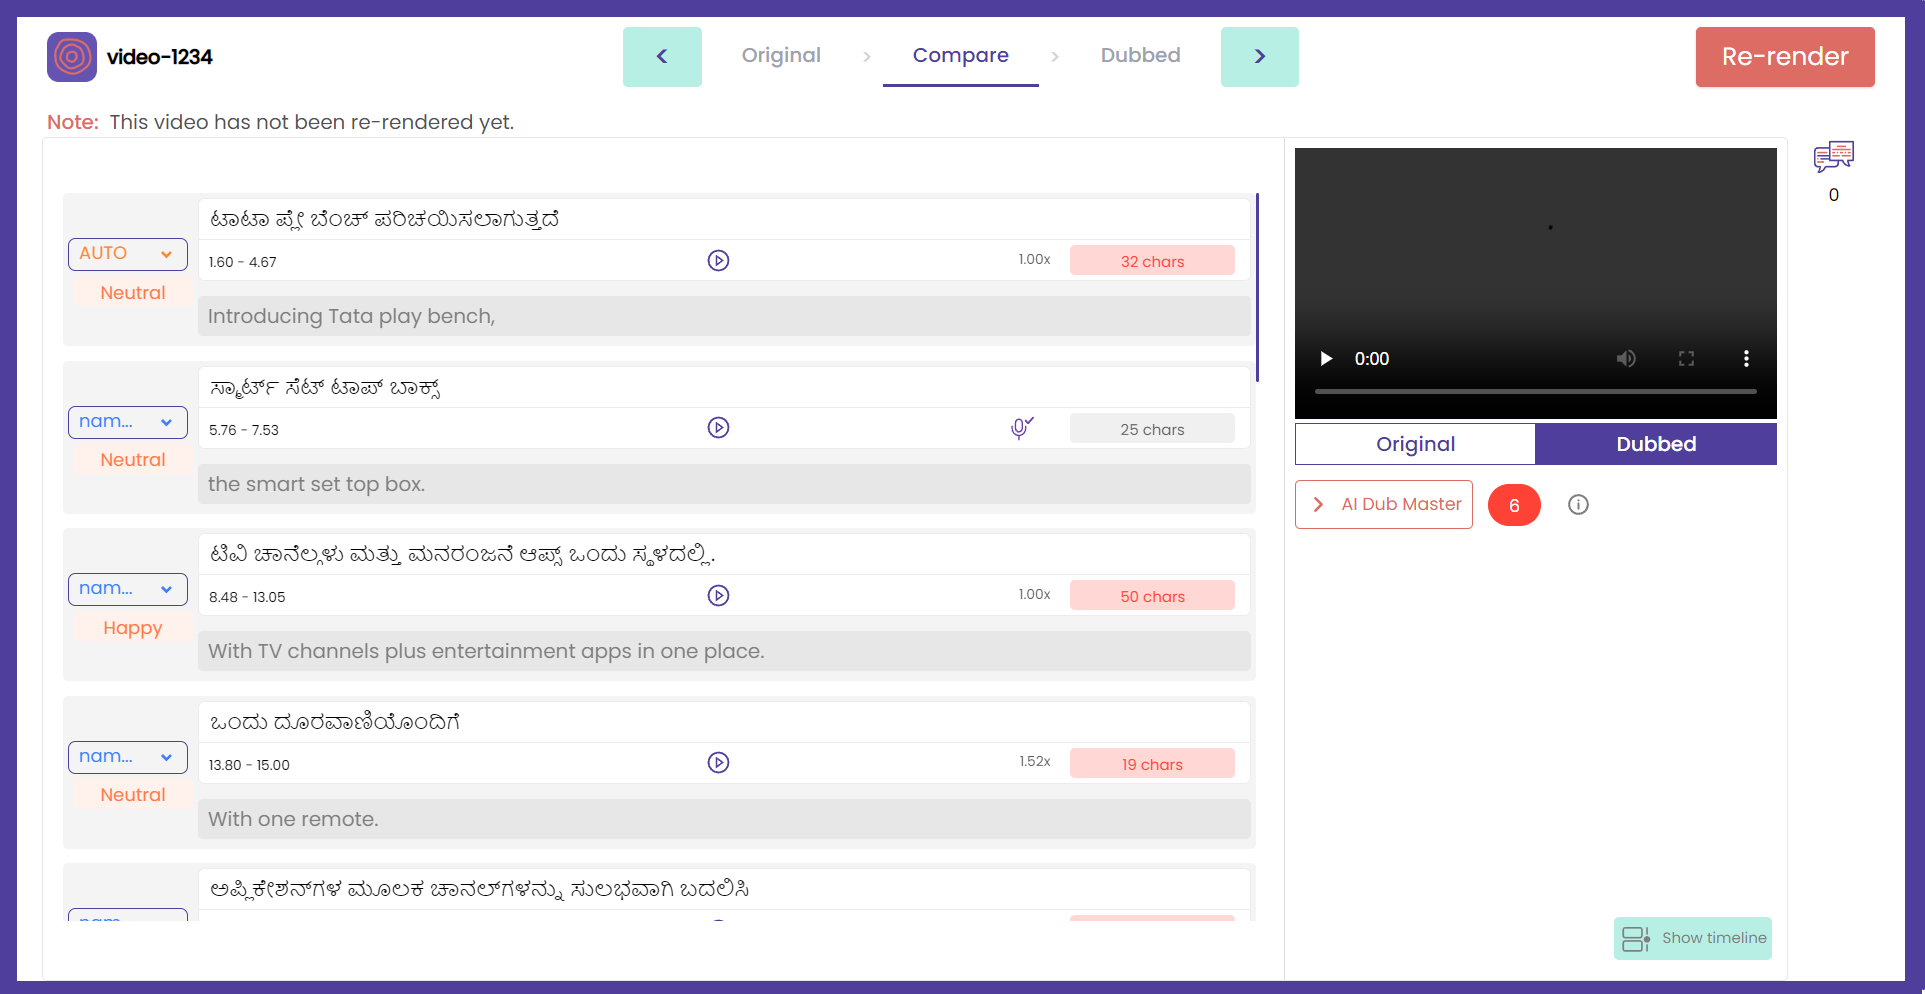 video-1234
Original
Compare
Dubbed
Re-render
Note: This video has not been re-rendered yet.
ಟಾಟಾ ಪ್ಲೇ ಬೆಂಚ್ ಪರಿಚಯಿಸಲಾಗುತ್ತದೆ
AUTO
1.60 - 4.67
1.00x
32 chars
Neutral
Introducing Tata play bench,
ಸ್ಮಾರ್ಟ್ ಸೆಟ್ ಟಾಪ್ ಬಾಕ್ಸ್
nam...
5.76 - 7.53
25 chars
Neutral
the smart set top box.
ಟಿವಿ ಚಾನೆಲ್ಗಳು ಮತ್ತು ಮನರಂಜನೆ ಆಪ್ಸ್ ಒಂದು ಸ್ಥಳದಲ್ಲಿ.
nam...
8.48 - 13.05
1.00x
50 chars
Happy
With TV channels plus entertainment apps in one place.
ಒಂದು ದೂರವಾಣಿಯೊಂದಿಗೆ
nam...
13.80 - 15.00
1.52x
19 chars
Neutral
With one remote.
ಅಪ್ಲಿಕೇಶನ್‌ಗಳ ಮೂಲಕ ಚಾನಲ್‌ಗಳನ್ನು ಸುಲಭವಾಗಿ ಬದಲಿಸಿ
0:00
Original
Dubbed
AI Dub Master
6
0
Show timeline